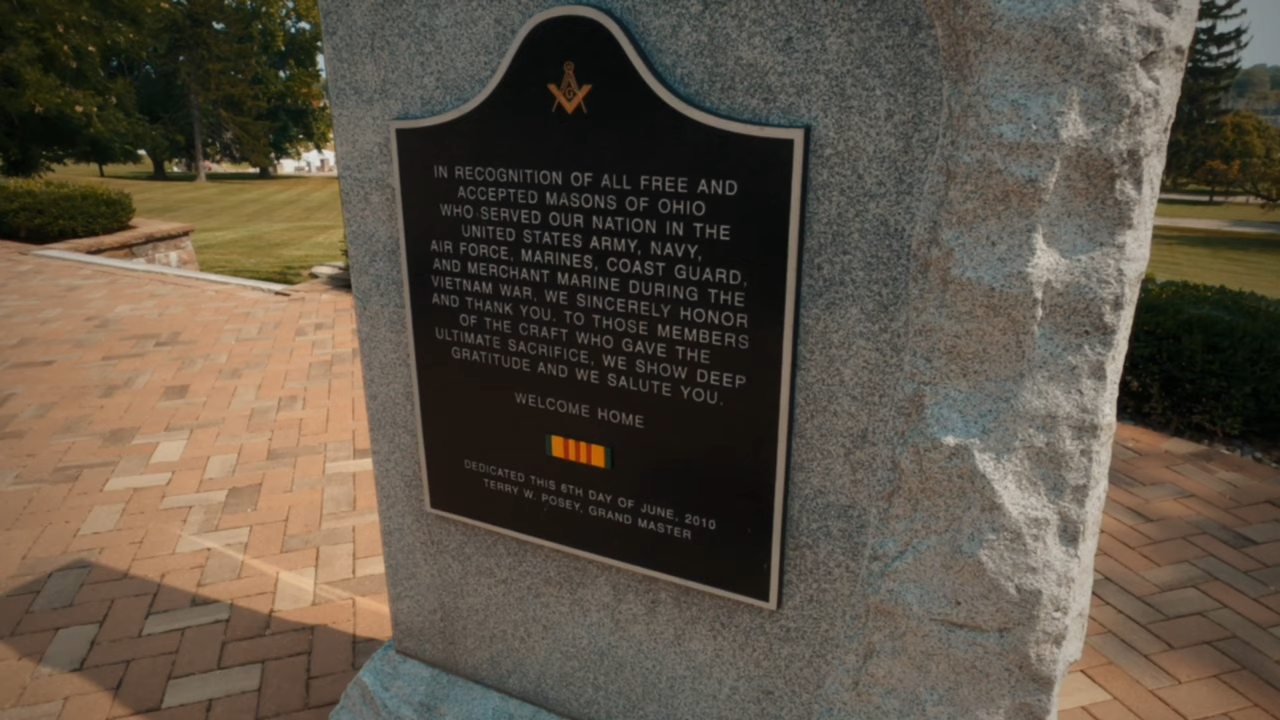 G
IN RECOGNITION OF ALL FREE AND
ACCEPTED MASONS OF OHIO
WHO SERVED OUR NATION IN THE
UNITED STATES ARMY, NAVY,
AIR FORCE, MARINES, COAST GUARD,
AND MERCHANT MARINE DURING THE
VIETNAM WAR, WE SINCERELY HONOR
AND THANK YOU. TO THOSE MEMBERS
OF THE CRAFT WHO GAVE THE
ULTIMATE SACRIFICE, WE SHOW DEEP
GRATITUDE AND WE SALUTE YOU.
WELCOME HOME
DEDICATED THIS 6TH DAY OF JUNE, 2010
TERRY W. POSEY, GRAND MASTER